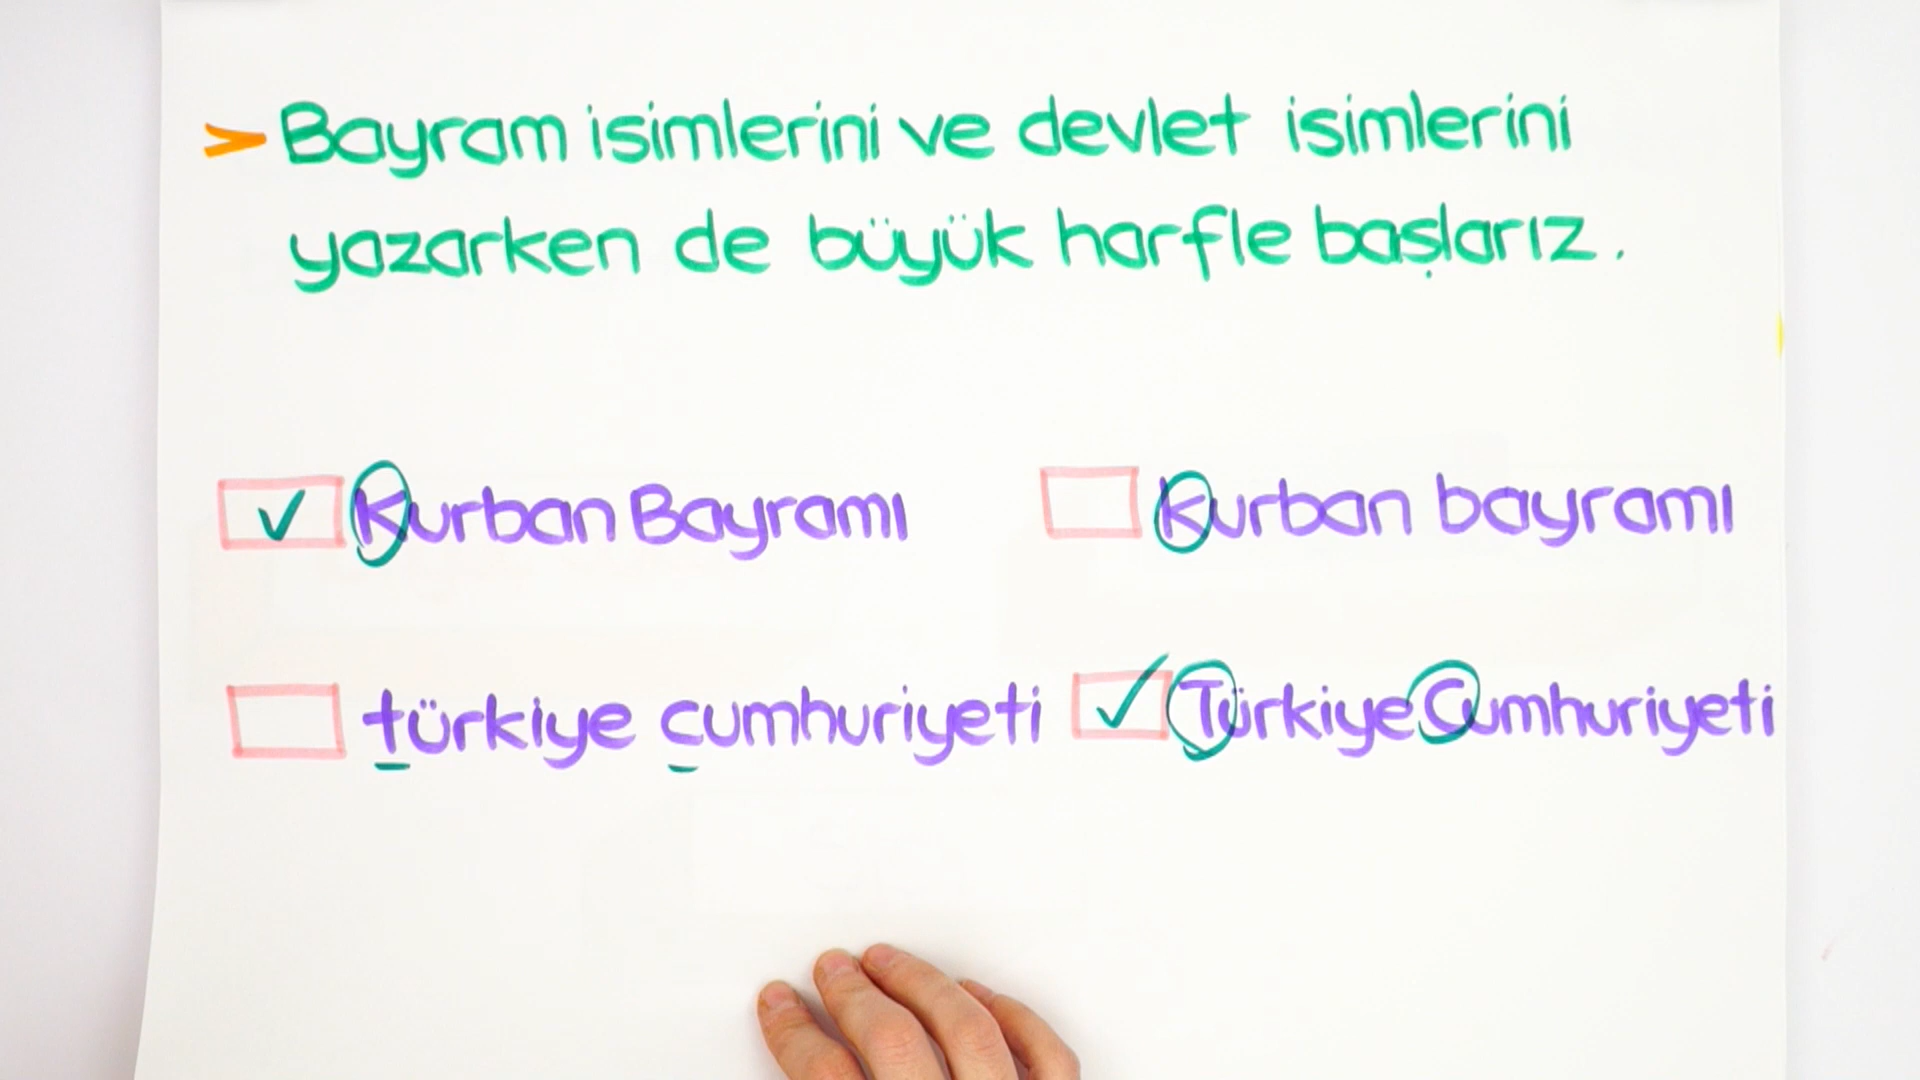 > Bayram isimlerini ve devlet isimlerini
yazarken de büyük harfle başlarız.
✓ Kurban Bayramı
Kurban bayramı
türkiye cumhuriyeti
✓ Türkiye Cumhuriyeti